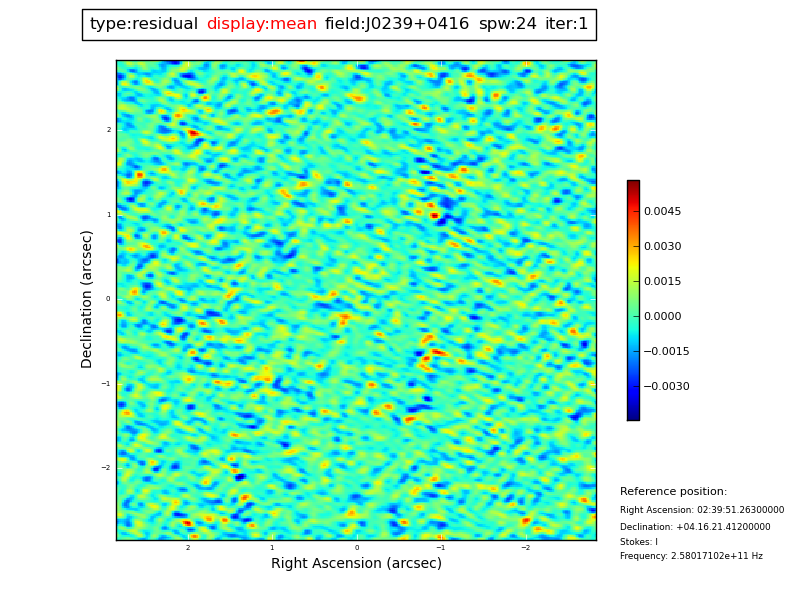 type:residual display:mean field:J0239+0416 spw:24 iter:1
2
1
0
−1
−2
Declination (arcsec)
2
1
0
−1
−2
Right Ascension (arcsec)
0.0045
0.0030
0.0015
0.0000
−0.0015
−0.0030
Reference position:
Right Ascension: 02:39:51.26300000
Declination: +04.16.21.41200000
Stokes: I
Frequency: 2.58017102e+11 Hz